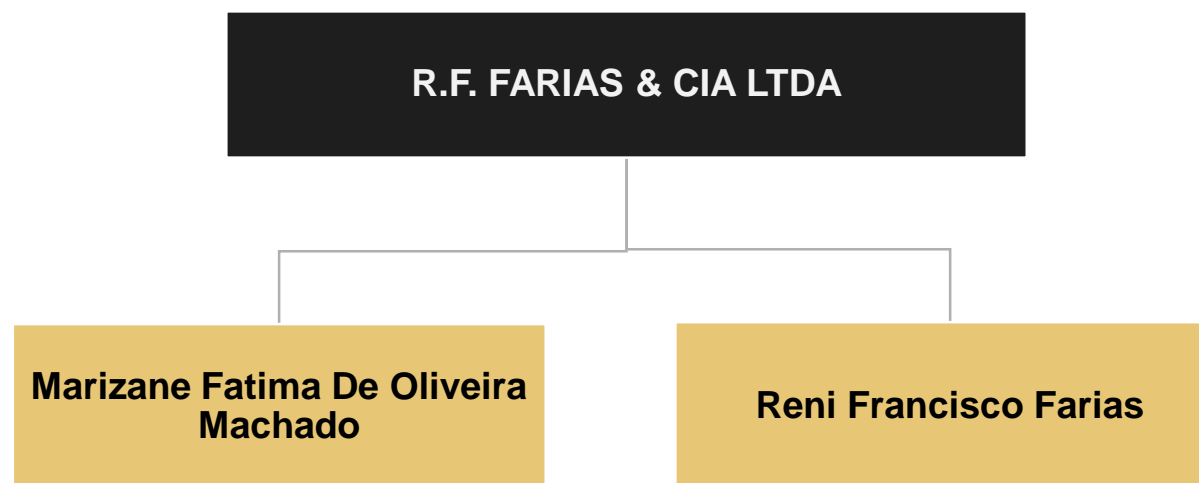 R.F. FARIAS & CIA LTDA
Marizane Fatima De Oliveira
Machado
Reni Francisco Farias